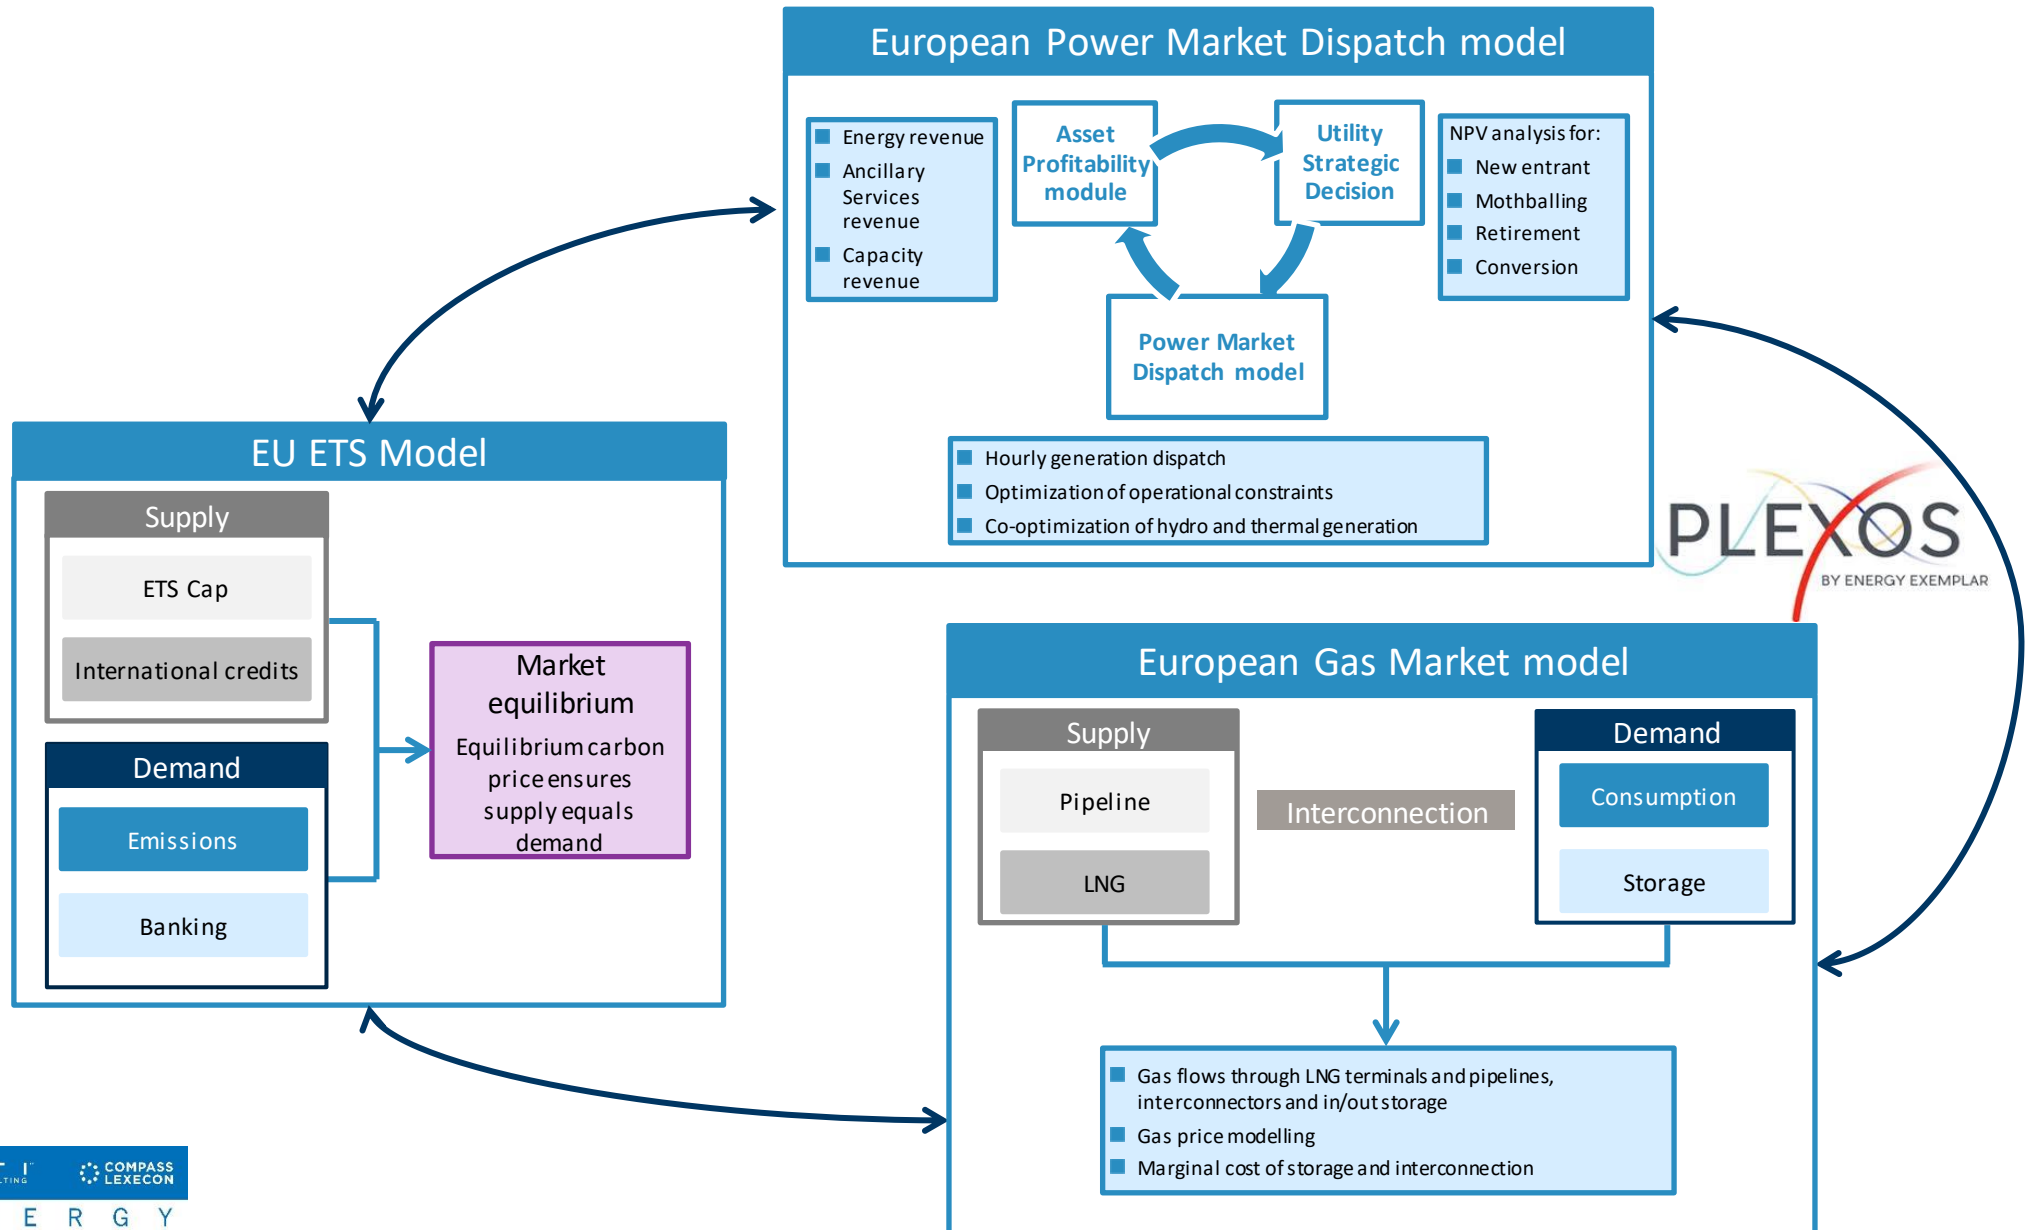 European Power Market Dispatch model
Energy revenue
Ancillary
Services
revenue
Capacity
revenue
Asset
Profitability
module
Utility
Strategic
Decision
NPV analysis for:
New entrant
Mothballing
Retirement
Conversion
Power Market
Dispatch model
Hourly generation dispatch
Optimization of operational constraints
Co-optimization of hydro and thermal generation
PLEXOS
BY ENERGY EXEMPLAR
EU ETS Model
Supply
ETS Cap
International credits
Demand
Emissions
Banking
Market
equilibrium
Equilibrium carbon
price ensures
supply equals
demand
European Gas Market model
Supply
Pipeline
LNG
Interconnection
Demand
Consumption
Storage
Gas flows through LNG terminals and pipelines,
interconnectors and in/out storage
Gas price modelling
Marginal cost of storage and interconnection
COMPASS
LEXECON
E R G Y